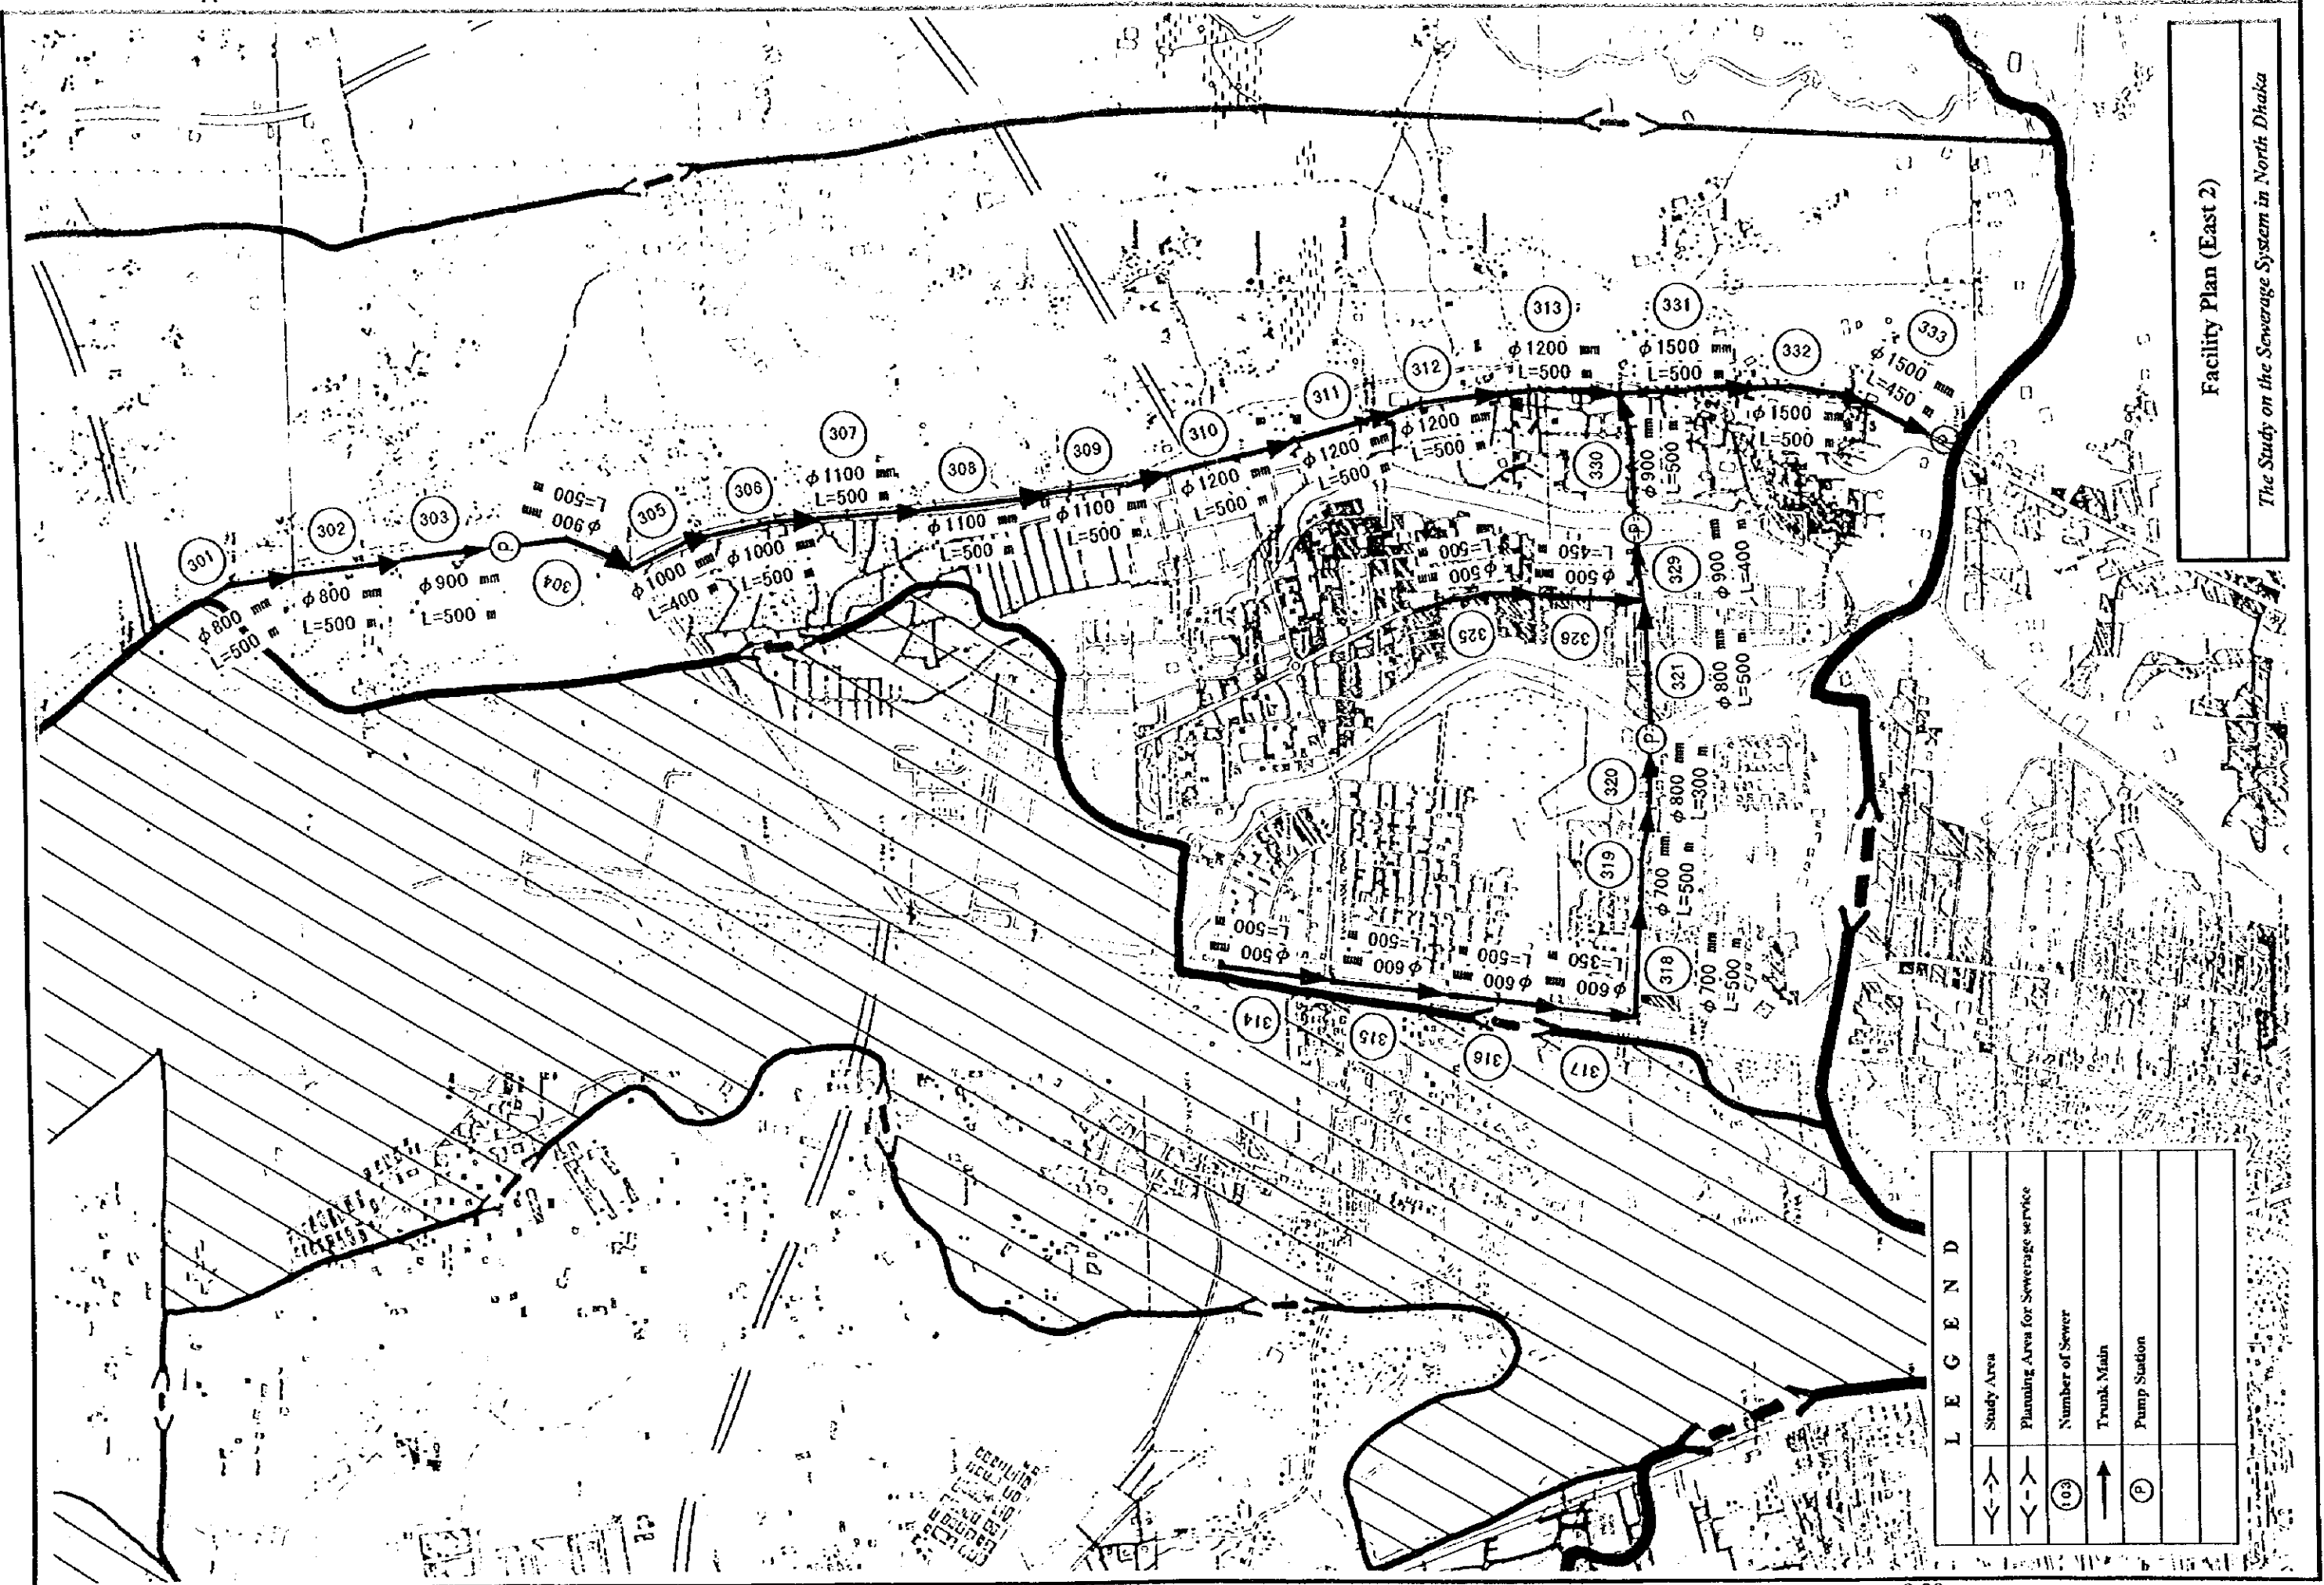 Facility Plan (East 2)
The Study on the Sewerage System in North Dhaka
301
φ800 mm
L=500 m
302
φ800 mm
L=500 m
303
φ900 mm
L=500 m
P
304
φ900 mm
L=500 m
305
φ1000 mm
L=400 m
306
φ1000 mm
L=500 m
307
φ1100 mm
L=500 m
308
φ1100 mm
L=500 m
309
φ1100 mm
L=500 m
310
φ1200 mm
L=500 m
311
φ1200 mm
L=500 m
312
φ1200 mm
L=500 m
313
φ1200 mm
L=500 m
331
φ1500 mm
L=500 m
332
φ1500 mm
L=500 m
333
φ1500 mm
L=450 m
P
330
φ900 mm
L=500 m
P
329
φ900 mm
L=400 m
325
φ500 mm
L=500 m
326
φ500 mm
L=450 m
321
φ800 mm
L=500 m
P
320
φ800 mm
L=300 m
319
φ700 mm
L=500 m
318
φ700 mm
L=500 m
314
φ500 mm
L=500 m
315
φ600 mm
L=500 m
316
φ600 mm
L=500 m
317
φ600 mm
L=350 m
LEGEND
Study Area
Planning Area for Sewerage service
103 Number of Sewer
Trunk Main
P Pump Station